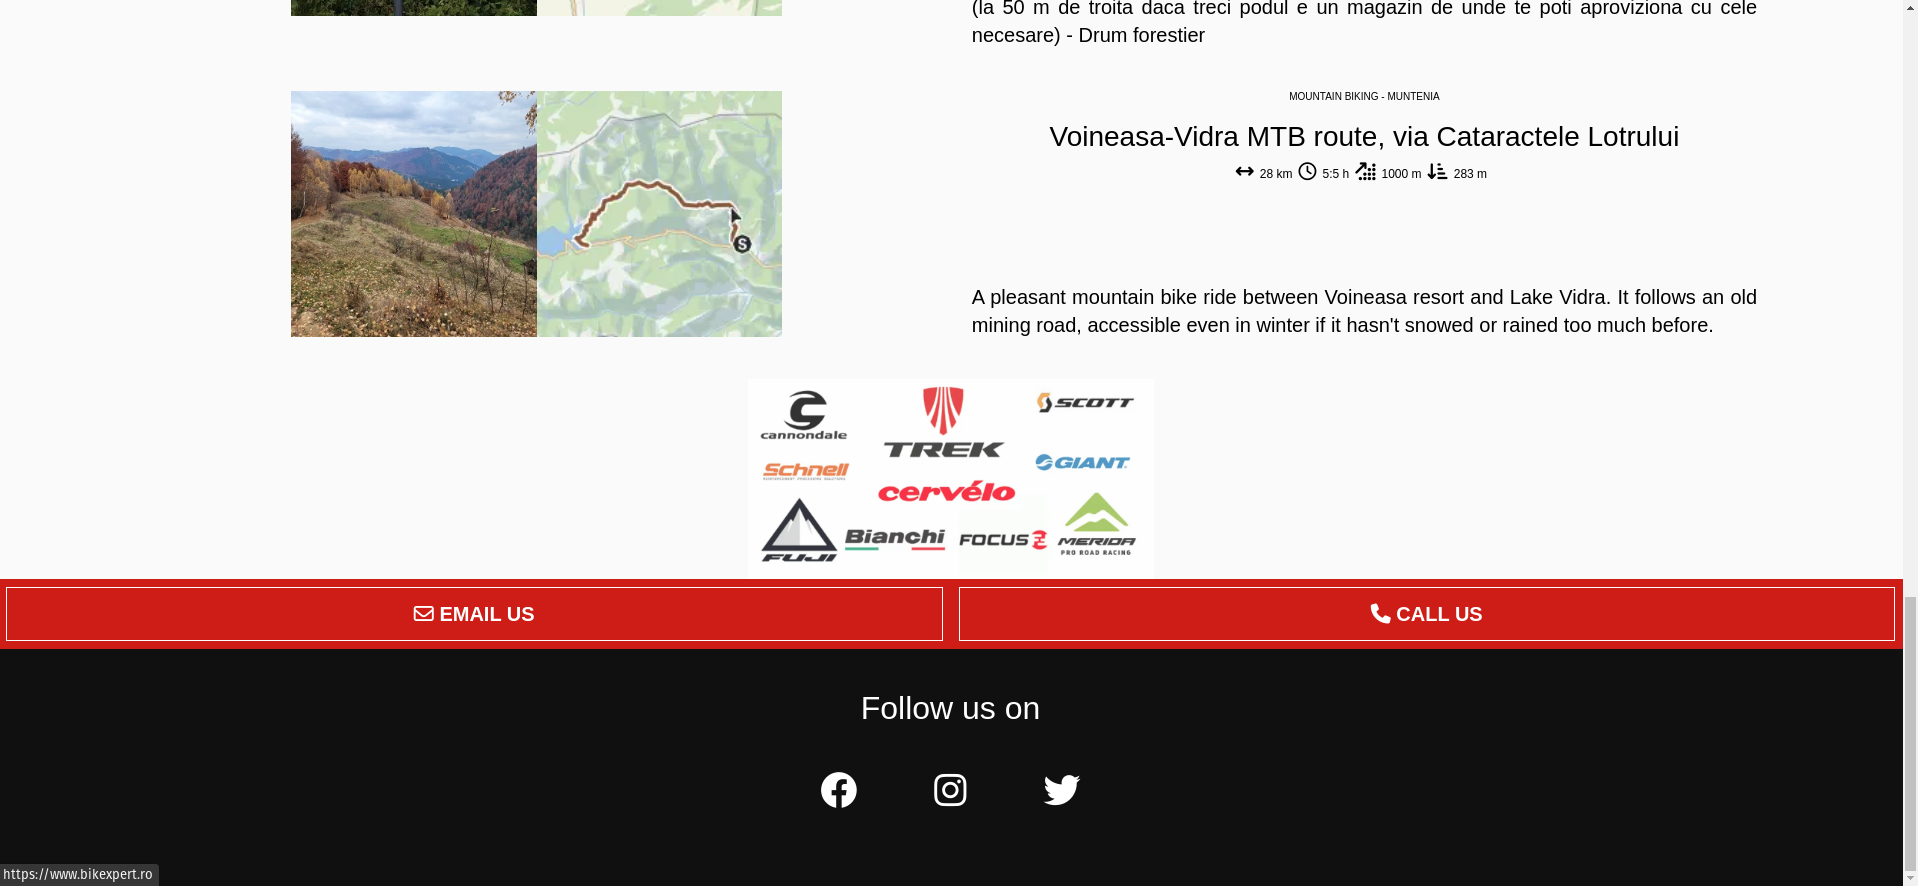 (la 50 m de troita daca treci podul e un magazin de unde te poti aproviziona cu cele
necesare) - Drum forestier
MOUNTAIN BIKING - MUNTENIA
Voineasa-Vidra MTB route, via Cataractele Lotrului
28 km 5:5 h 1000 m 283 m
S
A pleasant mountain bike ride between Voineasa resort and Lake Vidra. It follows an old
mining road, accessible even in winter if it hasn't snowed or rained too much before.
cannondale
TREK
SCOTT
Schnell
GIANT
cervélo
FUJI
Bianchi
FOCUS
MERIDA
PRO ROAD RACING
EMAIL US
CALL US
Follow us on
https://www.bikexpert.ro